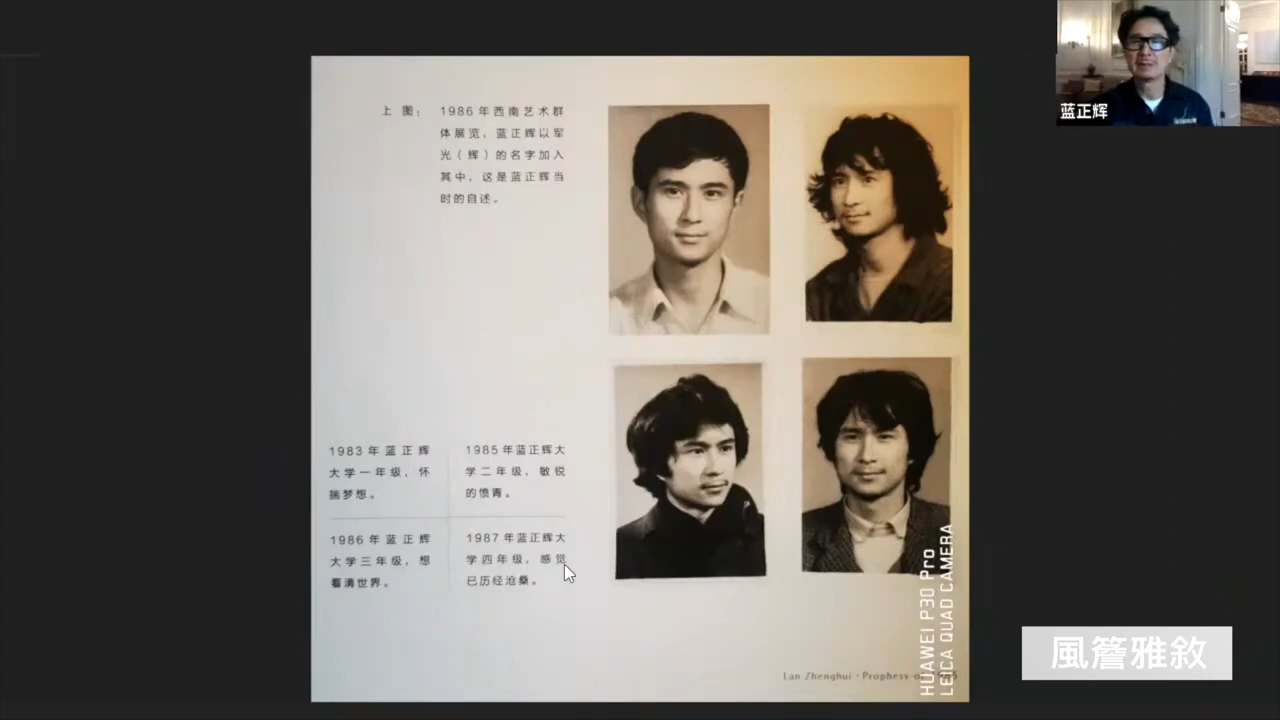 蓝正辉
上 图： 1986年西南艺术群
体展览，蓝正辉以军
光（辉）的名字加入
其中，这是蓝正辉当
时的自述。
1983年蓝正辉
大学一年级，怀
揣梦想。
1985年蓝正辉大
学二年级，敏锐
的愤青。
1986年蓝正辉
大学三年级，想
看清世界。
1987年蓝正辉大
学四年级，感觉
已历经沧桑。
HUAWEI P30 Pro
LEICA QUAD CAMERA
Lan Zhenghui · Prophesy
風簷雅敘